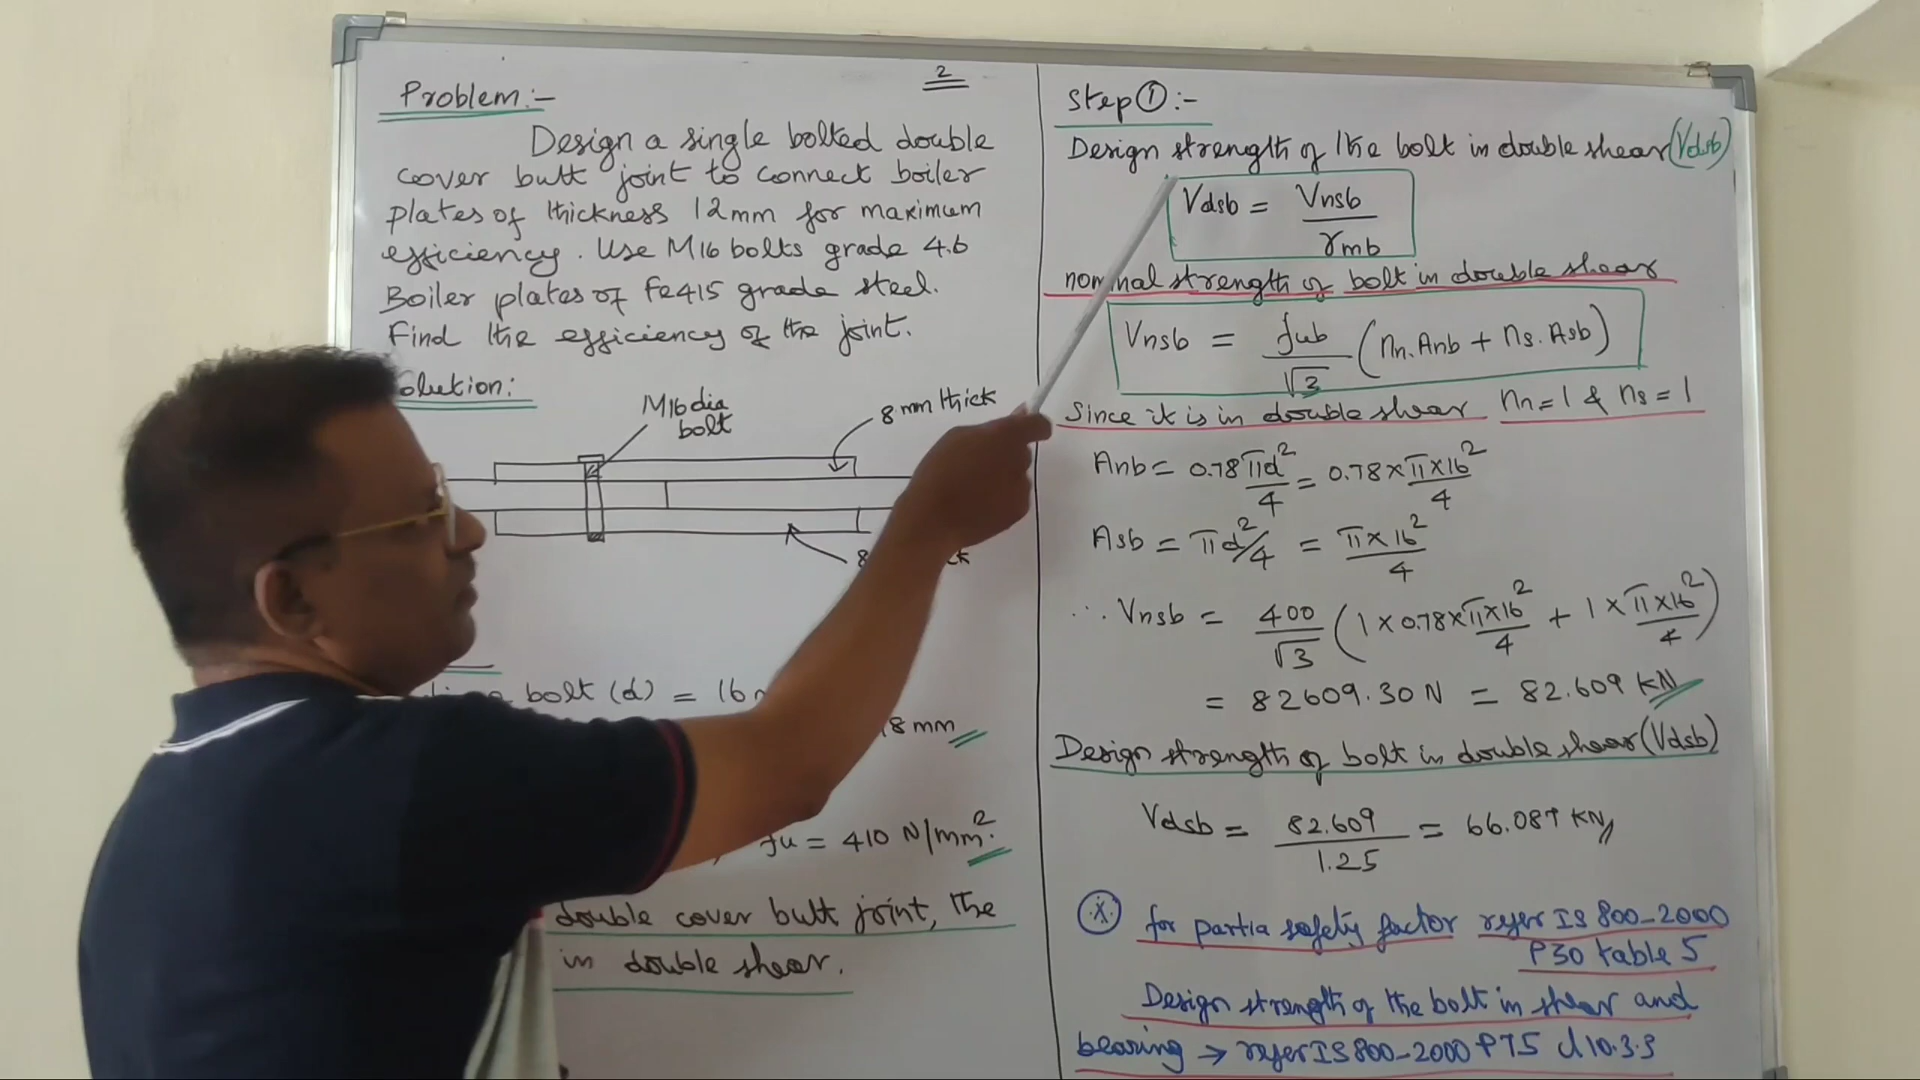 2
Problem:-
Design a single bolted double
cover butt joint to connect boiler
plates of thickness 12mm for maximum
efficiency. Use M16 bolts grade 4.6
Boiler plates of Fe415 grade steel.
Find the efficiency of the joint.
olution:
M16 dia
bolt
8 mm thick
8
bolt (d) = 16
18 mm
fu = 410 N/mm².
double cover butt joint, the
in double shear.
Step ①:-
Design strength of the bolt in double shear (Vdsb)
Vdsb = Vnsb / γmb
nominal strength of bolt in double shear
Vnsb = fub / √3 (nn.Anb + ns.Asb)
Since it is in double shear nn=1 & ns=1
Anb = 0.78 πd²/4 = 0.78 × π×16²/4
Asb = πd²/4 = π×16²/4
∴ Vnsb = 400/√3 (1 × 0.78×π×16²/4 + 1 × π×16²/4)
= 82609.30 N = 82.609 KN
Design strength of bolt in double shear (Vdsb)
Vdsb = 82.609 / 1.25 = 66.087 KN
for partia safety factor refer IS 800-2000
P30 table 5
Design strength of the bolt in shear and
bearing → refer IS 800-2000 P75 cl 10.3.3